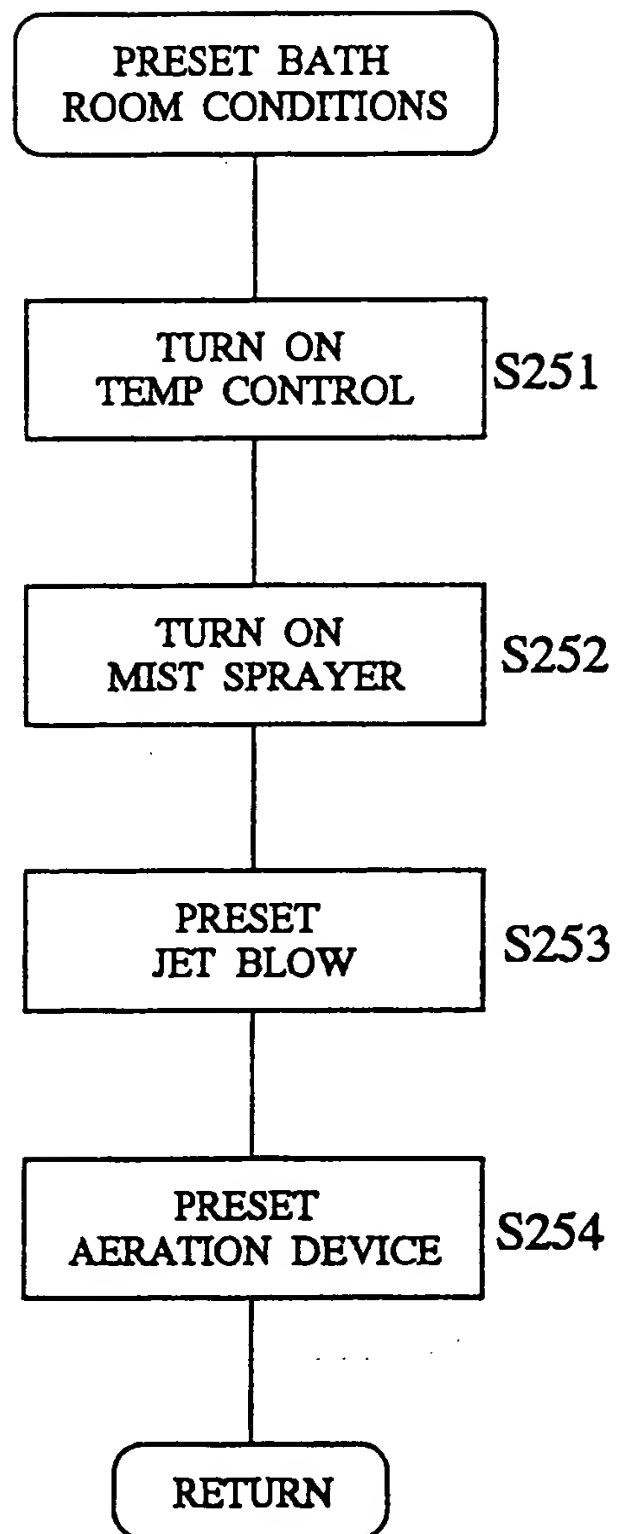 PRESET BATH
ROOM CONDITIONS
TURN ON
TEMP CONTROL
S251
TURN ON
MIST SPRAYER
S252
PRESET
JET BLOW
S253
PRESET
AERATION DEVICE
S254
RETURN